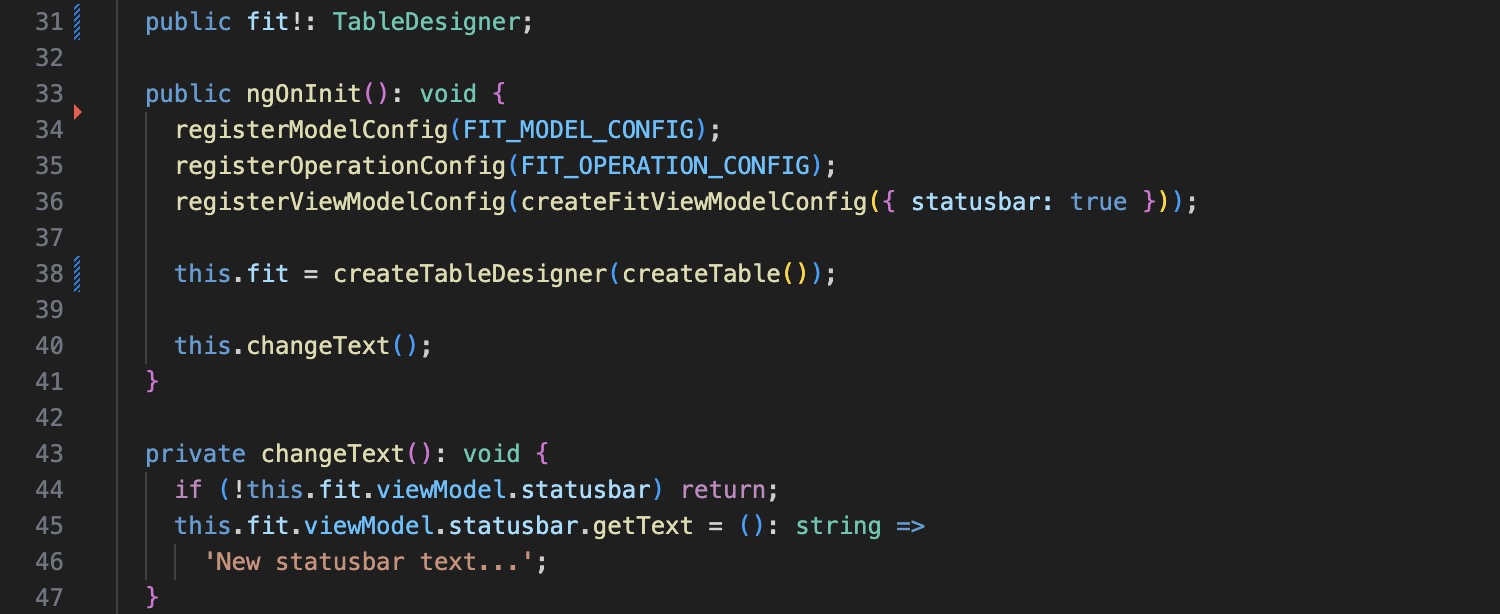 31 public fit!: TableDesigner;
32
33 public ngOnInit(): void {
34 registerModelConfig(FIT_MODEL_CONFIG);
35 registerOperationConfig(FIT_OPERATION_CONFIG);
36 registerViewModelConfig(createFitViewModelConfig({ statusbar: true }));
37
38 this.fit = createTableDesigner(createTable());
39
40 this.changeText();
41 }
42
43 private changeText(): void {
44 if (!this.fit.viewModel.statusbar) return;
45 this.fit.viewModel.statusbar.getText = (): string =>
46 'New statusbar text...';
47 }